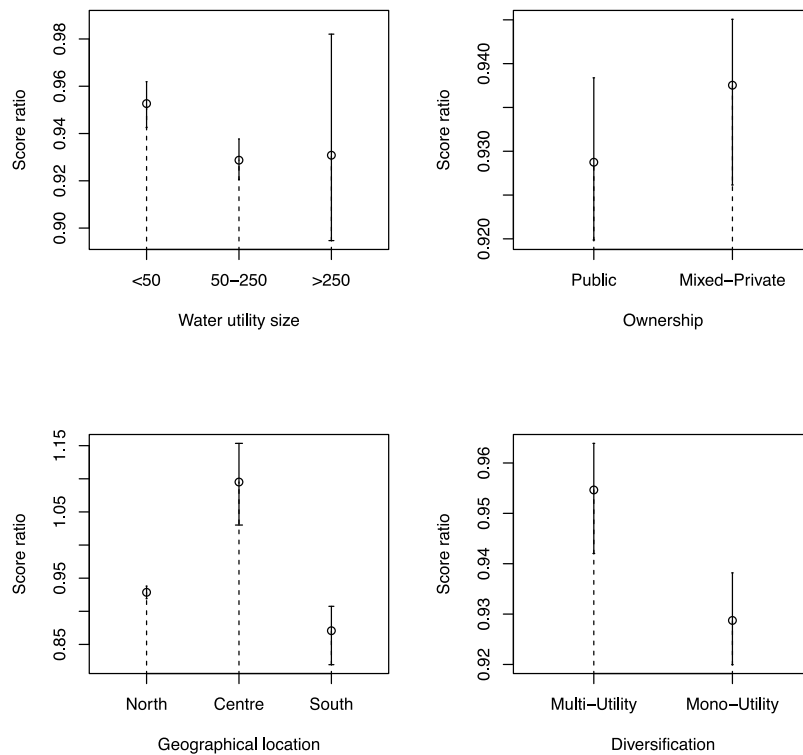 Score ratio
0.98
0.96
0.94
0.92
0.90
<50 50−250 >250
Water utility size
Score ratio
0.940
0.930
0.920
Public Mixed−Private
Ownership
Score ratio
1.15
1.05
0.95
0.85
North Centre South
Geographical location
Score ratio
0.96
0.95
0.94
0.93
0.92
Multi−Utility Mono−Utility
Diversification